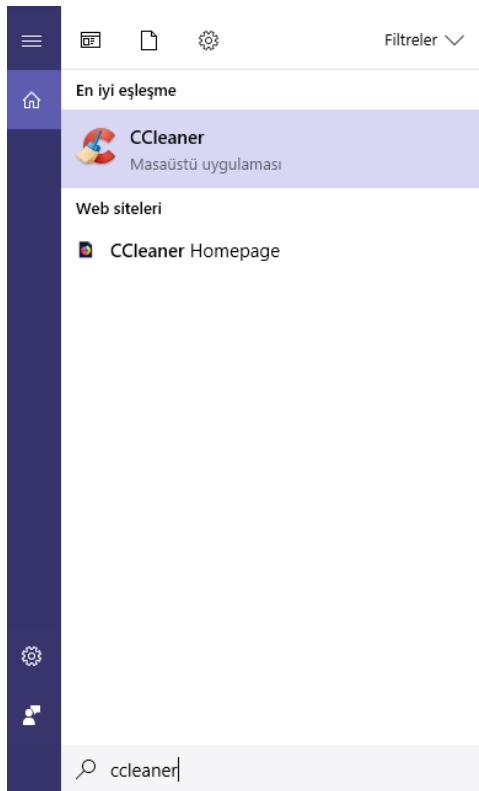 Filtreler
En iyi eşleşme
CCleaner
Masaüstü uygulaması
Web siteleri
CCleaner Homepage
ccleaner